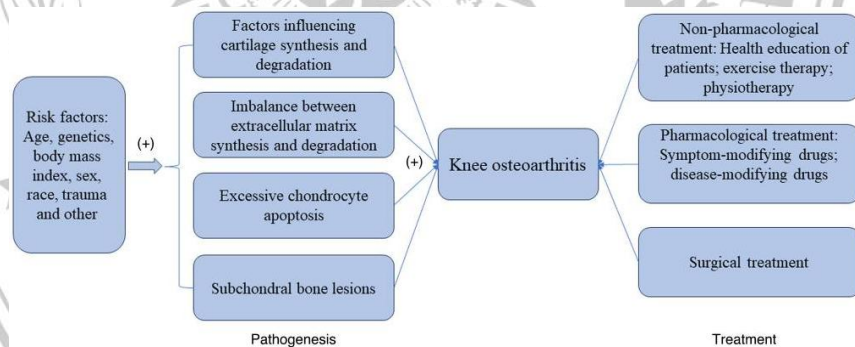 Risk factors:
Age, genetics,
body mass
index, sex,
race, trauma
and other
(+)
Factors influencing
cartilage synthesis and
degradation
Imbalance between
extracellular matrix
synthesis and degradation
Excessive chondrocyte
apoptosis
Subchondral bone lesions
Pathogenesis
(+)
Knee osteoarthritis
Non-pharmacological
treatment: Health education of
patients; exercise therapy;
physiotherapy
Pharmacological treatment:
Symptom-modifying drugs;
disease-modifying drugs
Surgical treatment
Treatment